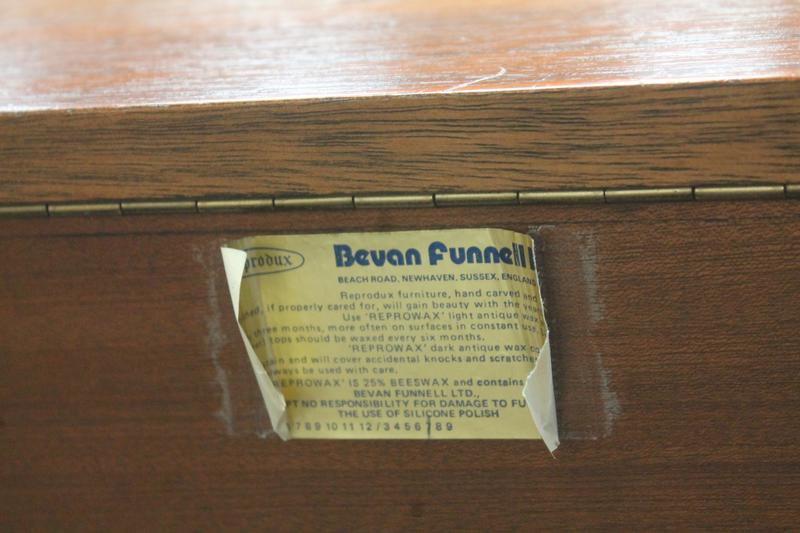 Bevan Funnell
BEACH ROAD, NEWHAVEN, SUSSEX, ENGLAND
Reprodux furniture, hand carved and
if properly cared for, will gain beauty with the
Use 'REPROWAX' light antique wax
three months, more often on surfaces in constant use.
tops should be waxed every six months.
'REPROWAX' dark antique wax
and will cover accidental knocks and scratches
be used with care.
REPROWAX' IS 25% BEESWAX and contains
BEVAN FUNNELL LTD.,
NO RESPONSIBILITY FOR DAMAGE TO
THE USE OF SILICONE POLISH
7 8 9 10 11 12 / 3 4 5 6 7 8 9